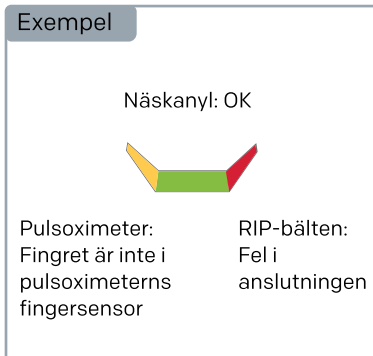 Exempel
Näskanyl: OK
Pulsoximeter:
Fingret är inte i
pulsoximeterns
fingersensor
RIP-bälten:
Fel i
anslutningen